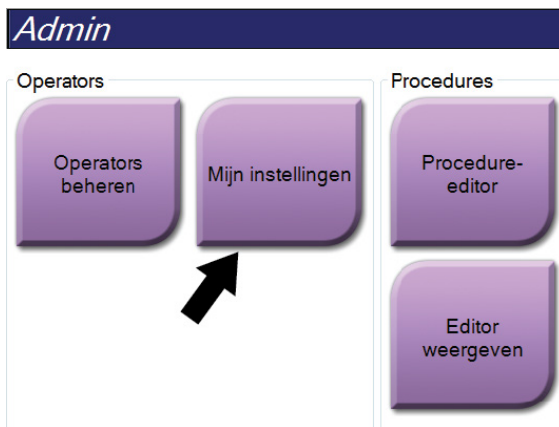 Admin
Operators
Procedures
Operators
beheren
Mijn instellingen
Procedure-
editor
Editor
weergeven